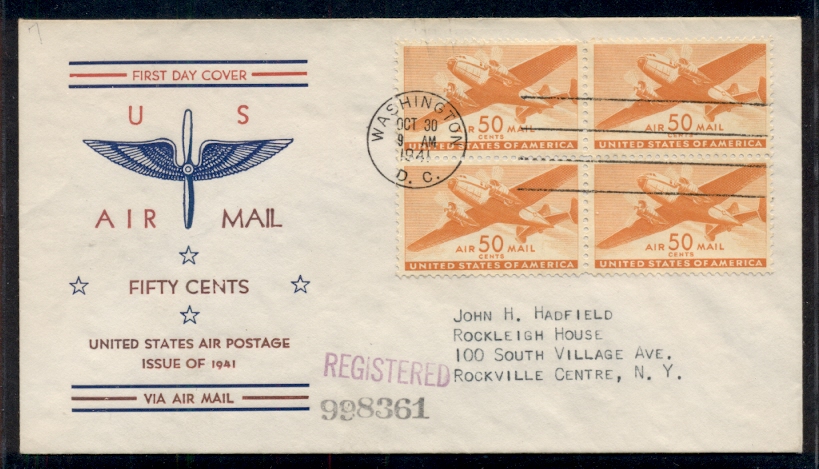 FIRST DAY COVER
U S
AIR MAIL
FIFTY CENTS
UNITED STATES AIR POSTAGE
ISSUE OF 1941
VIA AIR MAIL
WASHINGTON
OCT 30
9 AM
1941
D. C.
AIR 50 MAIL
CENTS
UNITED STATES OF AMERICA
AIR 50 MAIL
CENTS
UNITED STATES OF AMERICA
AIR 50 MAIL
CENTS
UNITED STATES OF AMERICA
AIR 50 MAIL
CENTS
UNITED STATES OF AMERICA
JOHN H. HADFIELD
ROCKLEIGH HOUSE
100 SOUTH VILLAGE AVE.
ROCKVILLE CENTRE, N. Y.
REGISTERED
998361
7